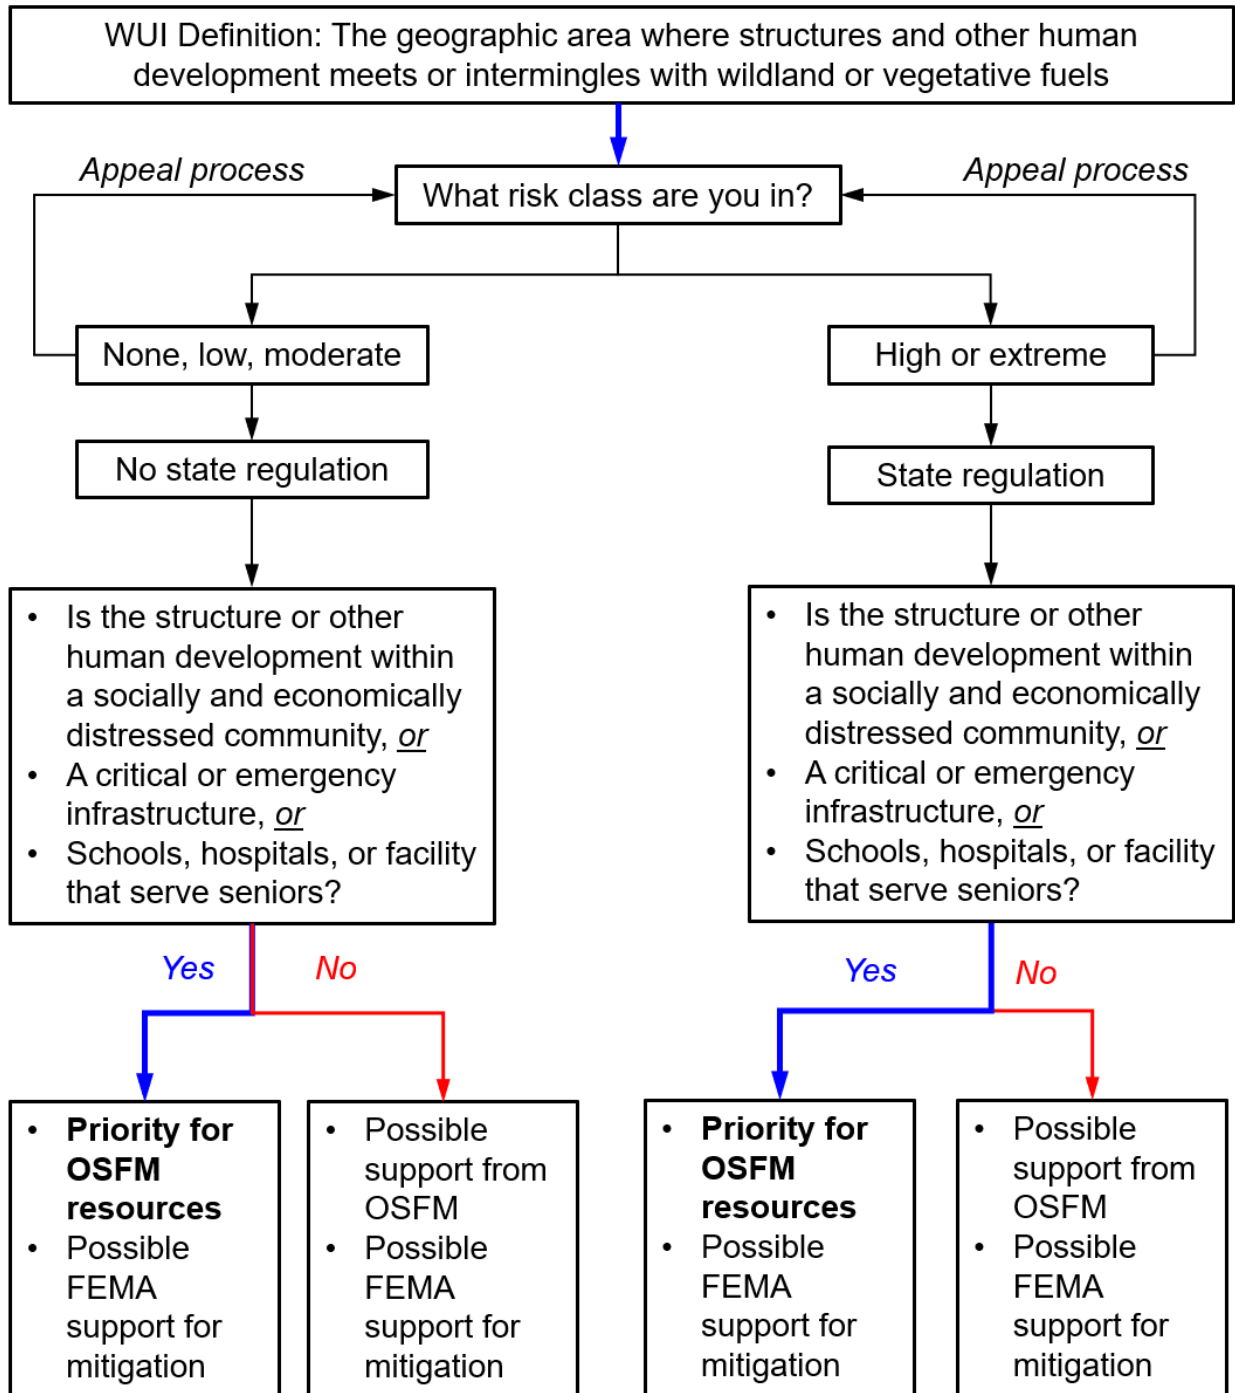 WUI Definition: The geographic area where structures and other human
development meets or intermingles with wildland or vegetative fuels
Appeal process
Appeal process
What risk class are you in?
None, low, moderate
High or extreme
No state regulation
State regulation
• Is the structure or other
human development within
a socially and economically
distressed community, or
• A critical or emergency
infrastructure, or
• Schools, hospitals, or facility
that serve seniors?
• Is the structure or other
human development within
a socially and economically
distressed community, or
• A critical or emergency
infrastructure, or
• Schools, hospitals, or facility
that serve seniors?
Yes
No
Yes
No
• Priority for
OSFM
resources
• Possible
FEMA
support for
mitigation
• Possible
support from
OSFM
• Possible
FEMA
support for
mitigation
• Priority for
OSFM
resources
• Possible
FEMA
support for
mitigation
• Possible
support from
OSFM
• Possible
FEMA
support for
mitigation